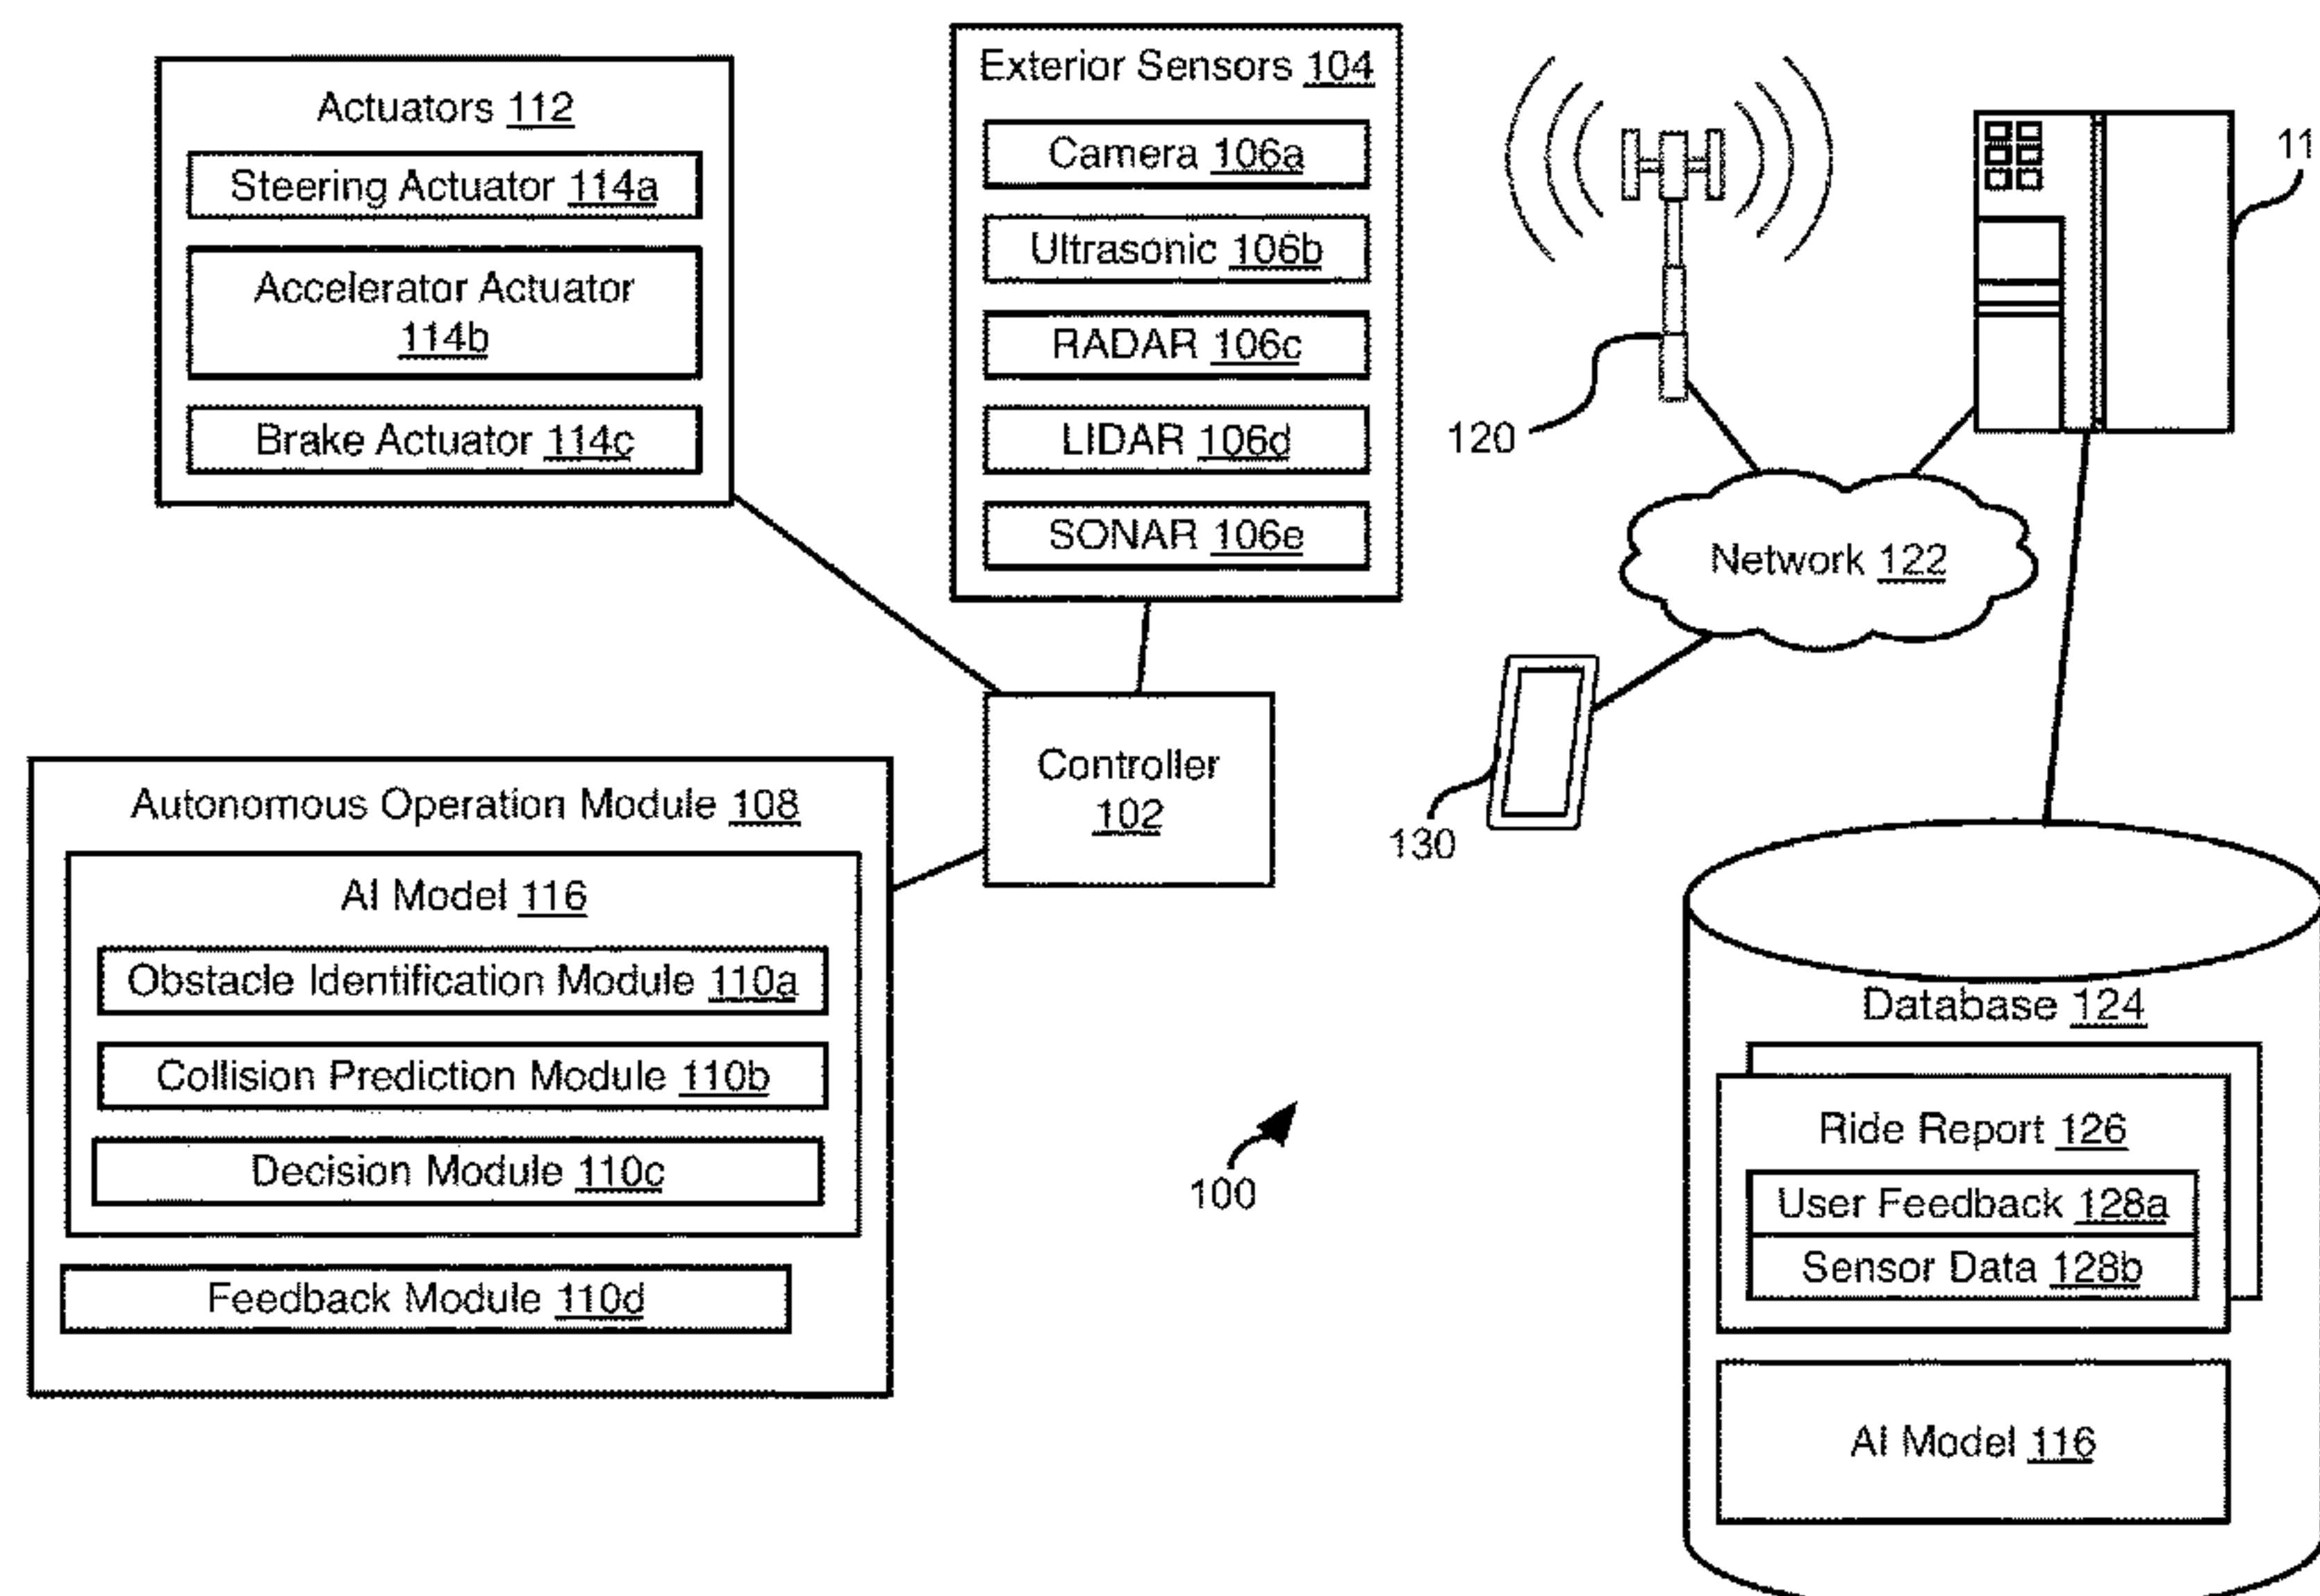 Actuators 112
Steering Actuator 114a
Accelerator Actuator
114b
Brake Actuator 114c
Exterior Sensors 104
Camera 106a
Ultrasonic 106b
RADAR 106c
LIDAR 106d
SONAR 106e
11
120
Network 122
130
Controller
102
Autonomous Operation Module 108
AI Model 116
Obstacle Identification Module 110a
Collision Prediction Module 110b
Decision Module 110c
Feedback Module 110d
100
Database 124
Ride Report 126
User Feedback 128a
Sensor Data 128b
AI Model 116